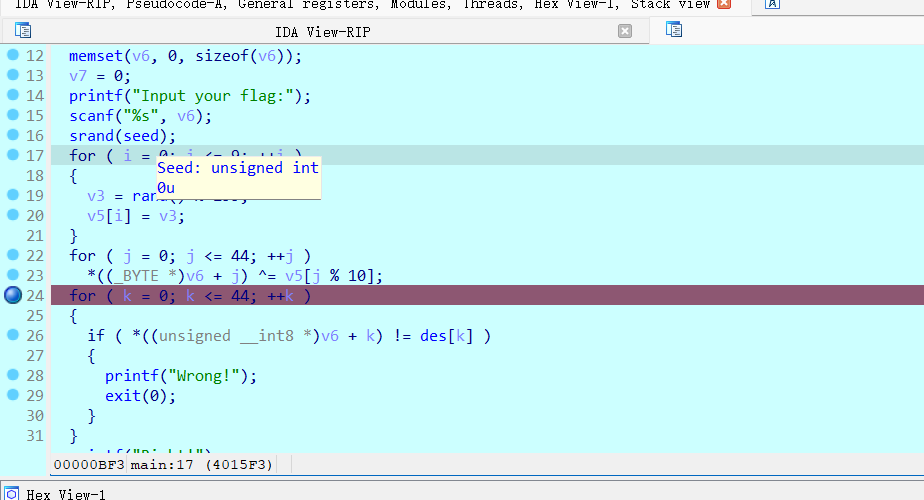 IDA View-RIP, Pseudocode-A, General registers, Modules, Threads, Hex View-1, Stack view
IDA View-RIP
12 memset(v6, 0, sizeof(v6));
13 v7 = 0;
14 printf("Input your flag:");
15 scanf("%s", v6);
16 srand(seed);
17 for ( i = 0; i <= 9; ++i )
Seed: unsigned int
0u
18 {
19 v3 = rand()
20 v5[i] = v3;
21 }
22 for ( j = 0; j <= 44; ++j )
23 *((_BYTE *)v6 + j) ^= v5[j % 10];
24 for ( k = 0; k <= 44; ++k )
25 {
26 if ( *((unsigned __int8 *)v6 + k) != des[k] )
27 {
28 printf("Wrong!");
29 exit(0);
30 }
31 }
00000BF3 main:17 (4015F3)
Hex View-1